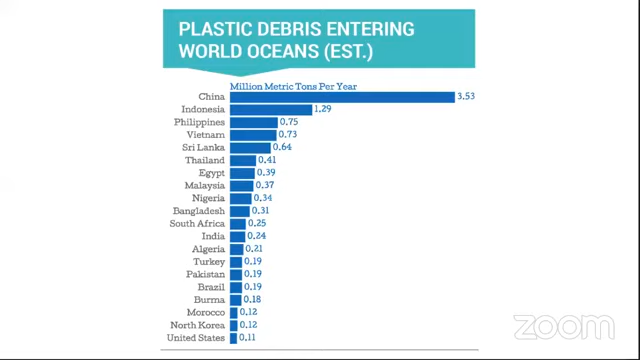 PLASTIC DEBRIS ENTERING
WORLD OCEANS (EST.)
Million Metric Tons Per Year
China 3.53
Indonesia 1.29
Philippines 0.75
Vietnam 0.73
Sri Lanka 0.64
Thailand 0.41
Egypt 0.39
Malaysia 0.37
Nigeria 0.34
Bangladesh 0.31
South Africa 0.25
India 0.24
Algeria 0.21
Turkey 0.19
Pakistan 0.19
Brazil 0.19
Burma 0.18
Morocco 0.12
North Korea 0.12
United States 0.11
zoom